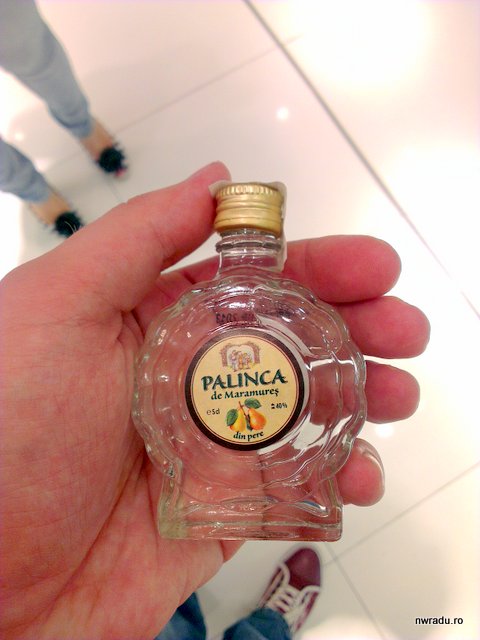 PALINCA
de Maramureş
℮ 5cl 40%
din pere
nwradu.ro